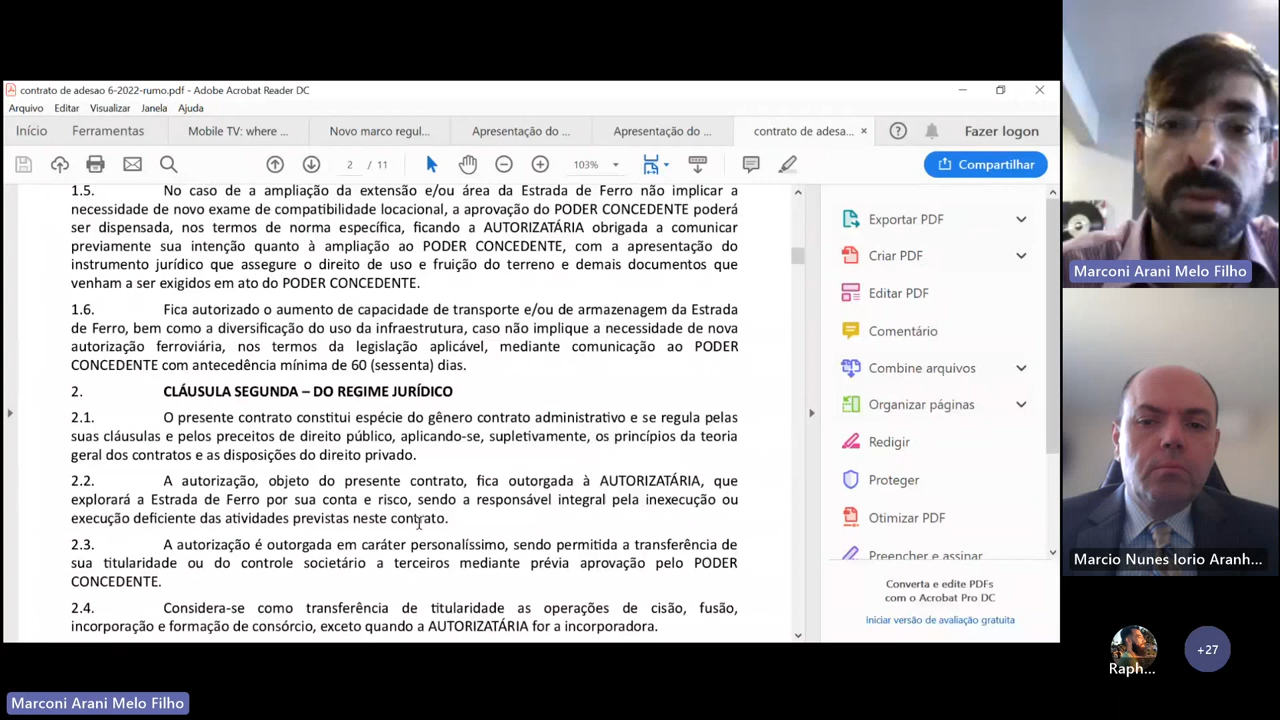 contrato de adesao 6-2022-rumo.pdf - Adobe Acrobat Reader DC
Arquivo Editar Visualizar Janela Ajuda
Início Ferramentas Mobile TV: where ... Novo marco regul... Apresentação do ... Apresentação do ... contrato de adesa... × Fazer logon
2 / 11 103% Compartilhar
1.5. No caso de a ampliação da extensão e/ou área da Estrada de Ferro não implicar a
necessidade de novo exame de compatibilidade locacional, a aprovação do PODER CONCEDENTE poderá
ser dispensada, nos termos de norma específica, ficando a AUTORIZATÁRIA obrigada a comunicar
previamente sua intenção quanto à ampliação ao PODER CONCEDENTE, com a apresentação do
instrumento jurídico que assegure o direito de uso e fruição do terreno e demais documentos que
venham a ser exigidos em ato do PODER CONCEDENTE.
1.6. Fica autorizado o aumento de capacidade de transporte e/ou de armazenagem da Estrada
de Ferro, bem como a diversificação do uso da infraestrutura, caso não implique a necessidade de nova
autorização ferroviária, nos termos da legislação aplicável, mediante comunicação ao PODER
CONCEDENTE com antecedência mínima de 60 (sessenta) dias.
2. CLÁUSULA SEGUNDA – DO REGIME JURÍDICO
2.1. O presente contrato constitui espécie do gênero contrato administrativo e se regula pelas
suas cláusulas e pelos preceitos de direito público, aplicando-se, supletivamente, os princípios da teoria
geral dos contratos e as disposições do direito privado.
2.2. A autorização, objeto do presente contrato, fica outorgada à AUTORIZATÁRIA, que
explorará a Estrada de Ferro por sua conta e risco, sendo a responsável integral pela inexecução ou
execução deficiente das atividades previstas neste contrato.
2.3. A autorização é outorgada em caráter personalíssimo, sendo permitida a transferência de
sua titularidade ou do controle societário a terceiros mediante prévia aprovação pelo PODER
CONCEDENTE.
2.4. Considera-se como transferência de titularidade as operações de cisão, fusão,
incorporação e formação de consórcio, exceto quando a AUTORIZATÁRIA for a incorporadora.
Exportar PDF
Criar PDF
Editar PDF
Comentário
Combine arquivos
Organizar páginas
Redigir
Proteger
Otimizar PDF
Preencher e assinar
Converta e edite PDFs
com o Acrobat Pro DC
Iniciar versão de avaliação gratuita
Marconi Arani Melo Filho
Marcio Nunes Iorio Aranh...
Raph...
+27
Marconi Arani Melo Filho